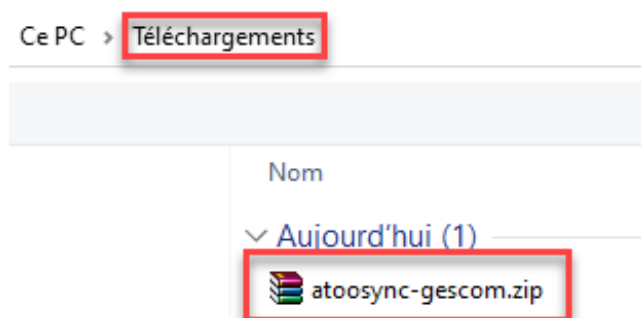 Ce PC > Téléchargements
Nom
Aujourd'hui (1)
atoosync-gescom.zip